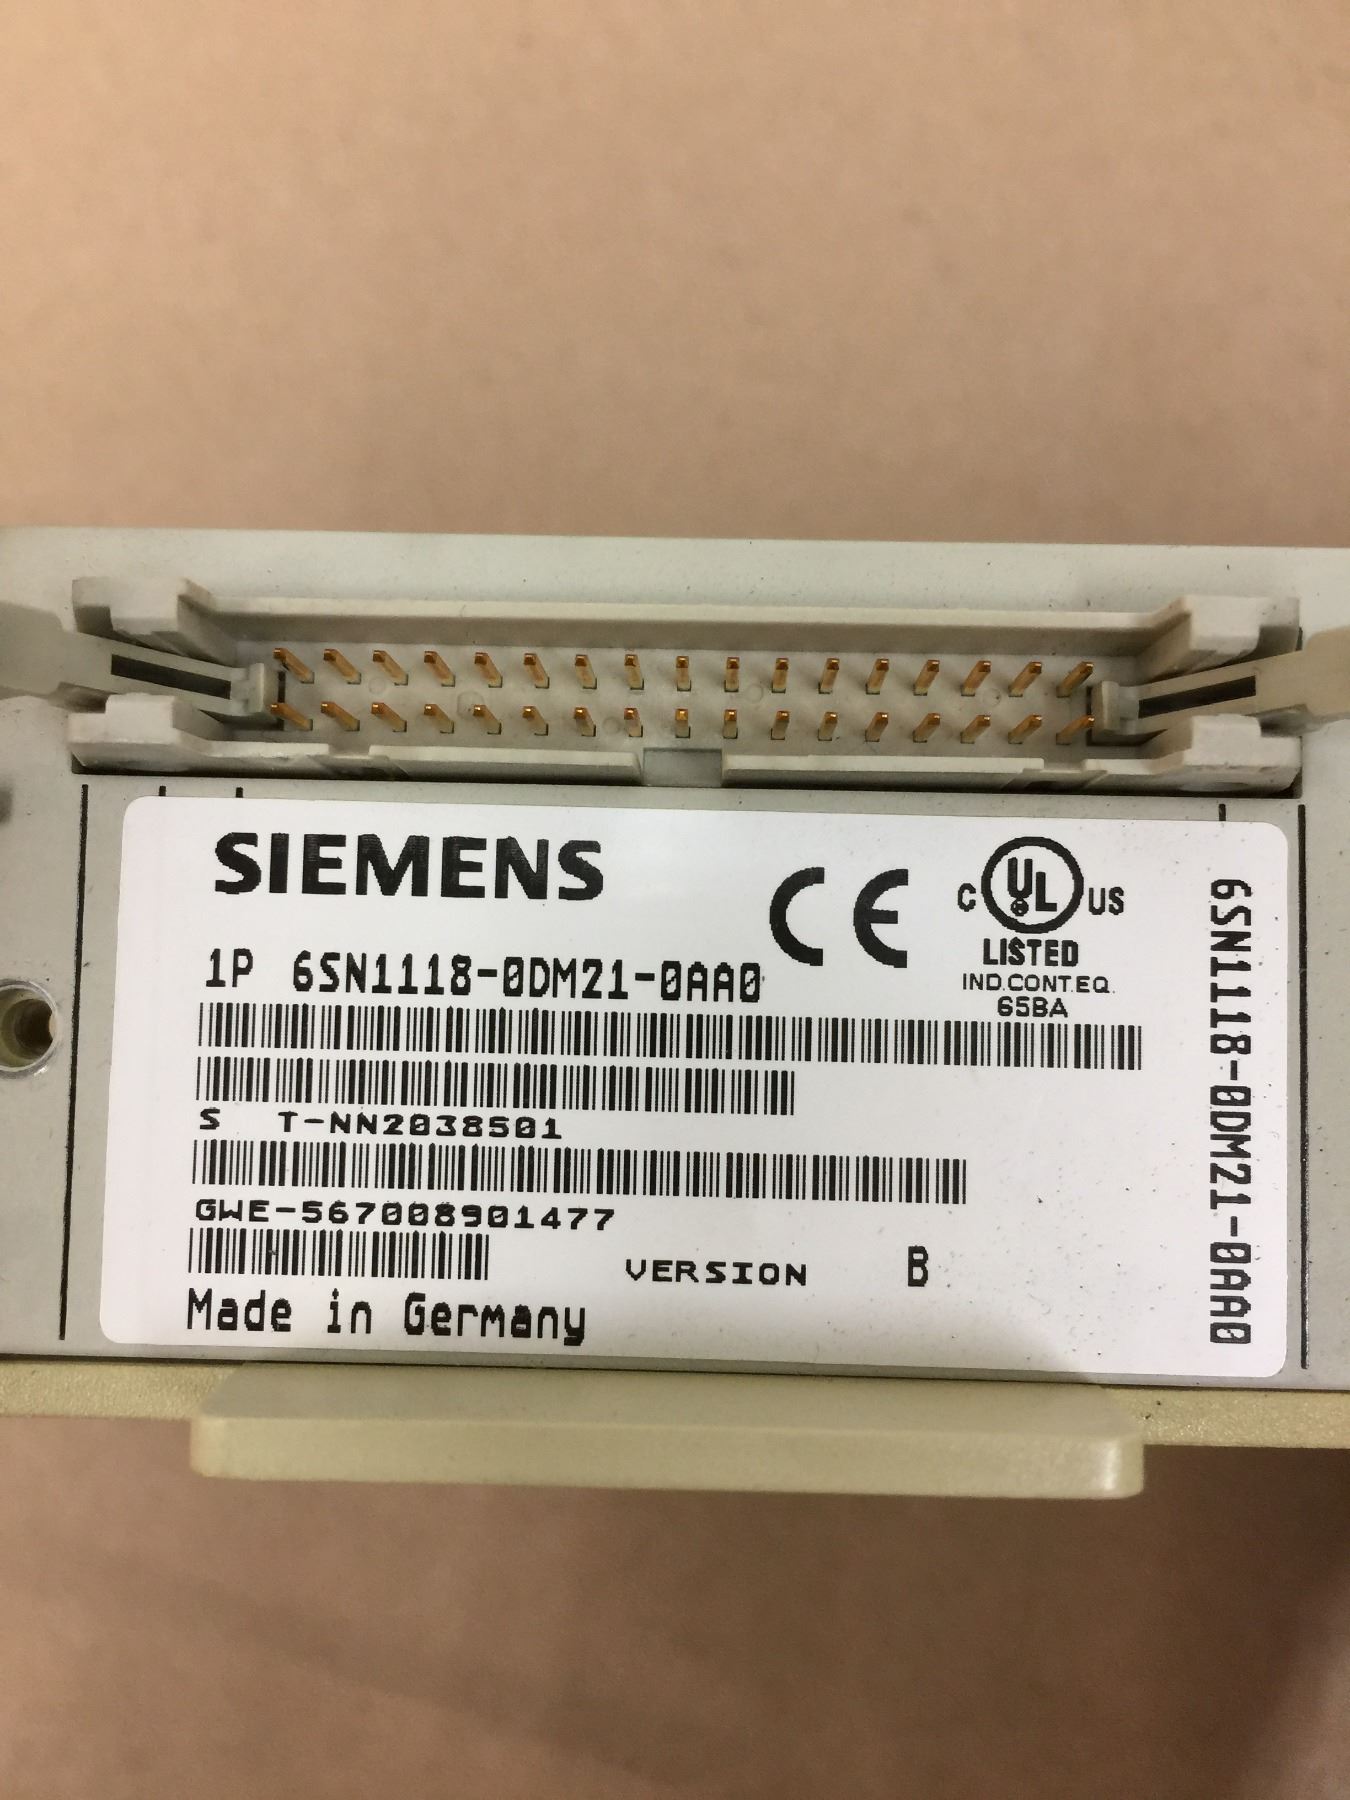 SIEMENS
CE
C UL US
LISTED
IND.CONT.EQ.
65BA
1P 6SN1118-0DM21-0AA0
S T-NN2038501
GWE-567008901477
VERSION B
Made in Germany
6SN1118-0DM21-0AA0